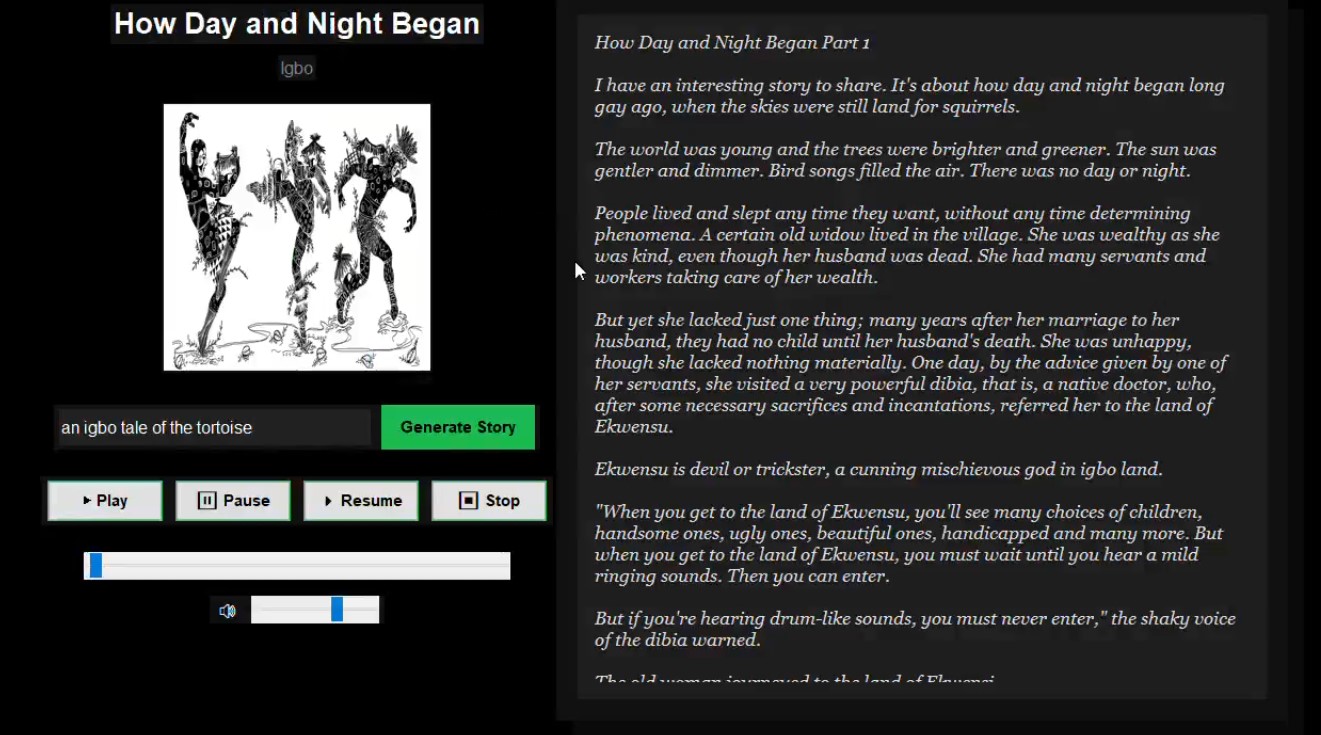 How Day and Night Began
Igbo
an igbo tale of the tortoise
Generate Story
Play
Pause
Resume
Stop
How Day and Night Began Part 1
I have an interesting story to share. It's about how day and night began long
gay ago, when the skies were still land for squirrels.
The world was young and the trees were brighter and greener. The sun was
gentler and dimmer. Bird songs filled the air. There was no day or night.
People lived and slept any time they want, without any time determining
phenomena. A certain old widow lived in the village. She was wealthy as she
was kind, even though her husband was dead. She had many servants and
workers taking care of her wealth.
But yet she lacked just one thing; many years after her marriage to her
husband, they had no child until her husband's death. She was unhappy,
though she lacked nothing materially. One day, by the advice given by one of
her servants, she visited a very powerful dibia, that is, a native doctor, who,
after some necessary sacrifices and incantations, referred her to the land of
Ekwensu.
Ekwensu is devil or trickster, a cunning mischievous god in igbo land.
"When you get to the land of Ekwensu, you'll see many choices of children,
handsome ones, ugly ones, beautiful ones, handicapped and many more. But
when you get to the land of Ekwensu, you must wait until you hear a mild
ringing sounds. Then you can enter.
But if you're hearing drum-like sounds, you must never enter," the shaky voice
of the dibia warned.
The old woman journeyed to the land of Ekwensi